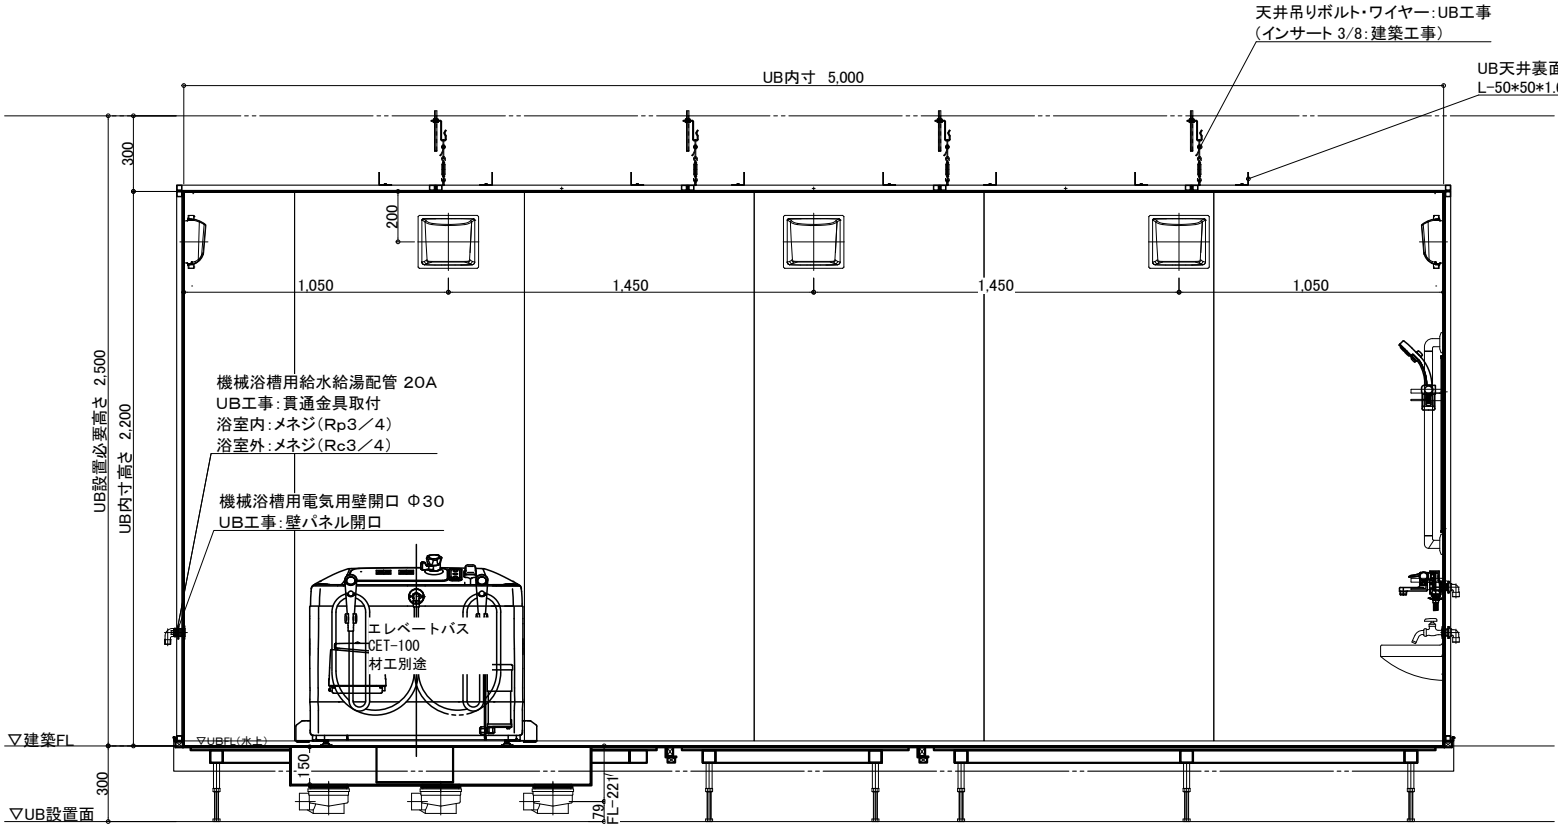 天井吊りボルト・ワイヤー:UB工事
(インサート 3/8:建築工事)
UB内寸 5,000
UB天井裏面
L-50*50*1.
300
200
1,050
1,450
1,450
1,050
UB設置必要高さ 2,500
UB内寸高さ 2,200
機械浴槽用給水給湯配管 20A
UB工事:貫通金具取付
浴室内:メネジ(Rp3/4)
浴室外:メネジ(Rc3/4)
機械浴槽用電気用壁開口 Φ30
UB工事:壁パネル開口
エレベートバス
CET-100
材工別途
▽建築FL
▽UBFL(水上)
150
300
79
FL-221
▽UB設置面